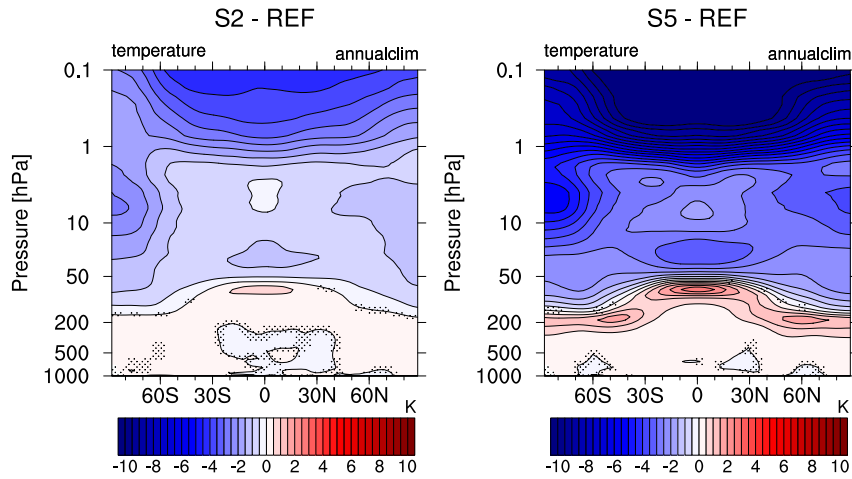 S2 - REF
temperature annualclim
0.1
1
10
50
200
500
1000
Pressure [hPa]
60S 30S 0 30N 60N
K
-10 -8 -6 -4 -2 0 2 4 6 8 10
S5 - REF
temperature annualclim
0.1
1
10
50
200
500
1000
Pressure [hPa]
60S 30S 0 30N 60N
K
-10 -8 -6 -4 -2 0 2 4 6 8 10